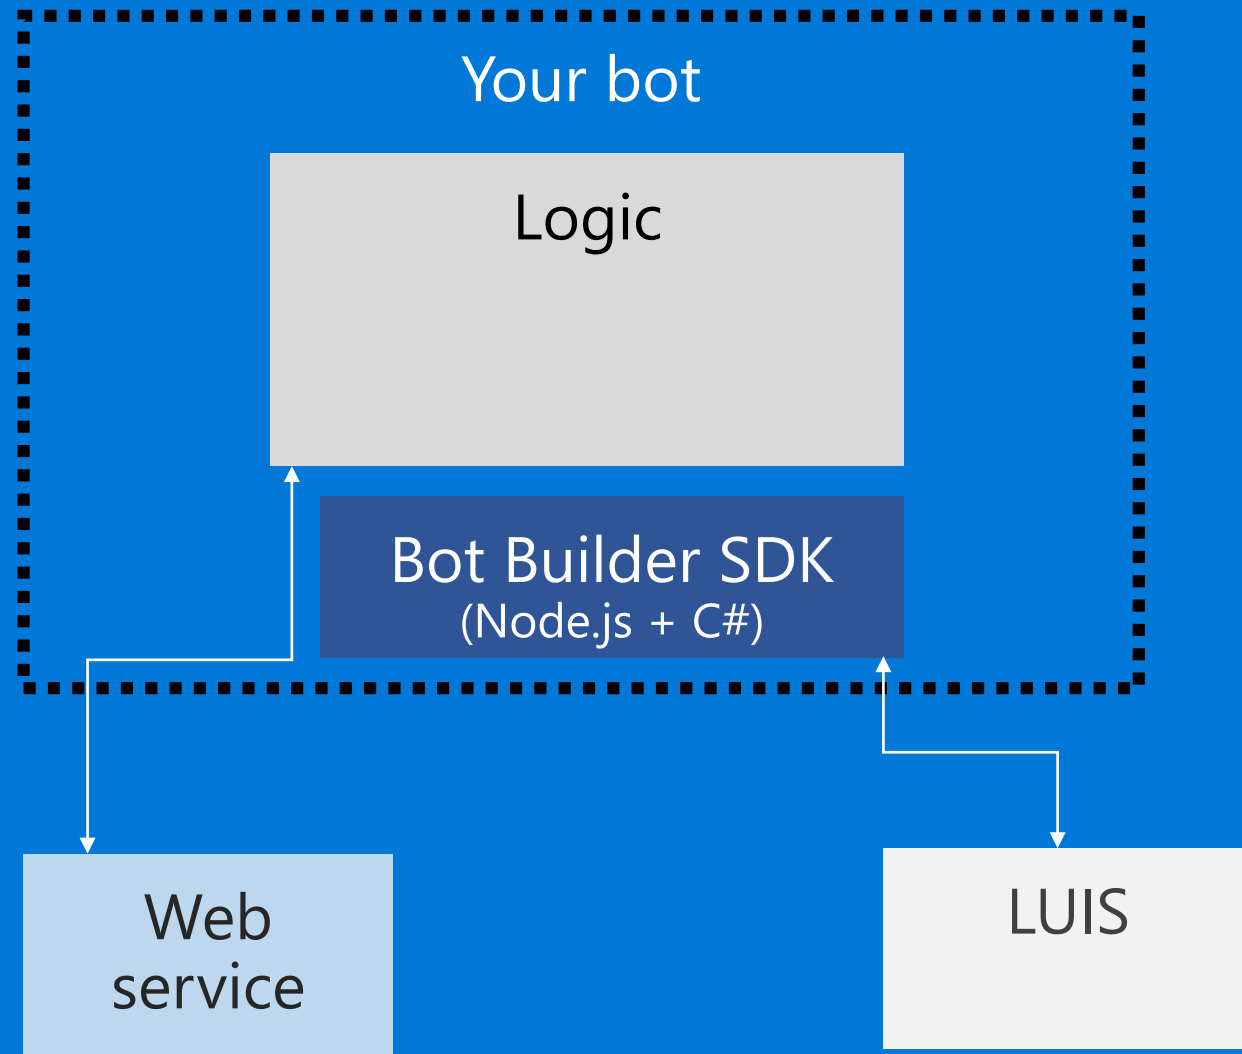 Your bot
Logic
Bot Builder SDK
(Node.js + C#)
Web
service
LUIS